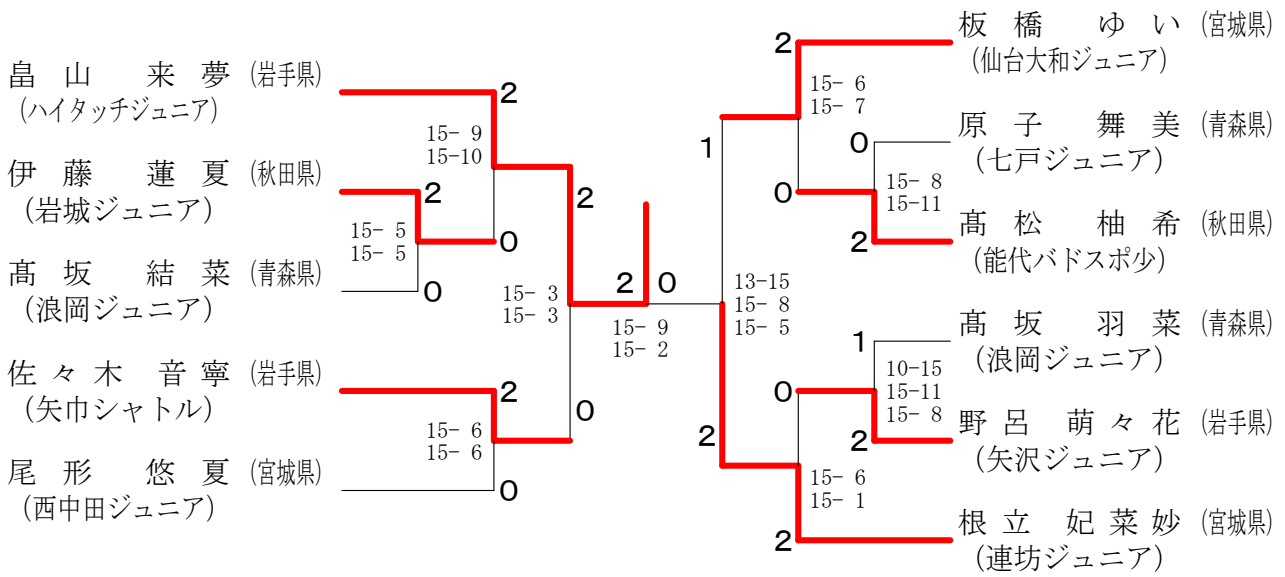 畠山 来夢 (岩手県)
(ハイタッチジュニア)
2
15- 9
15-10
伊藤 蓮夏 (秋田県)
(岩城ジュニア)
2
15- 5
15- 5
0
髙坂 結菜 (青森県)
(浪岡ジュニア)
0
2
15- 3
15- 3
佐々木 音寧 (岩手県)
(矢巾シャトル)
2
0
15- 6
15- 6
尾形 悠夏 (宮城県)
(西中田ジュニア)
0
2 0
15- 9
15- 2
板橋 ゆい (宮城県)
(仙台大和ジュニア)
2
15- 6
15- 7
1
原子 舞美 (青森県)
(七戸ジュニア)
0
15- 8
15-11
0
髙松 柚希 (秋田県)
(能代バドスポ少)
2
13-15
15- 8
15- 5
髙坂 羽菜 (青森県)
(浪岡ジュニア)
1
10-15
15-11
15- 8
0
野呂 萌々花 (岩手県)
(矢沢ジュニア)
2
2
15- 6
15- 1
根立 妃菜妙 (宮城県)
(連坊ジュニア)
2